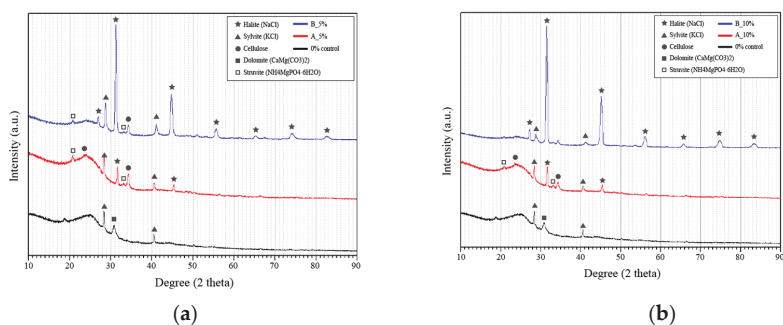 Halite (NaCl) B_5%
Sylvite (KCl) A_5%
Cellulose 0% control
Dolomite (CaMg(CO3)2)
Struvite (NH4MgPO4·6H2O)
Intensity (a.u.)
10 20 30 40 50 60 70 80 90
Degree (2 theta)
(a)
Halite (NaCl) B_10%
Sylvite (KCl) A_10%
Cellulose 0% control
Dolomite (CaMg(CO3)2)
Struvite (NH4MgPO4·6H2O)
Intensity (a.u.)
10 20 30 40 50 60 70 80 90
Degree (2 theta)
(b)